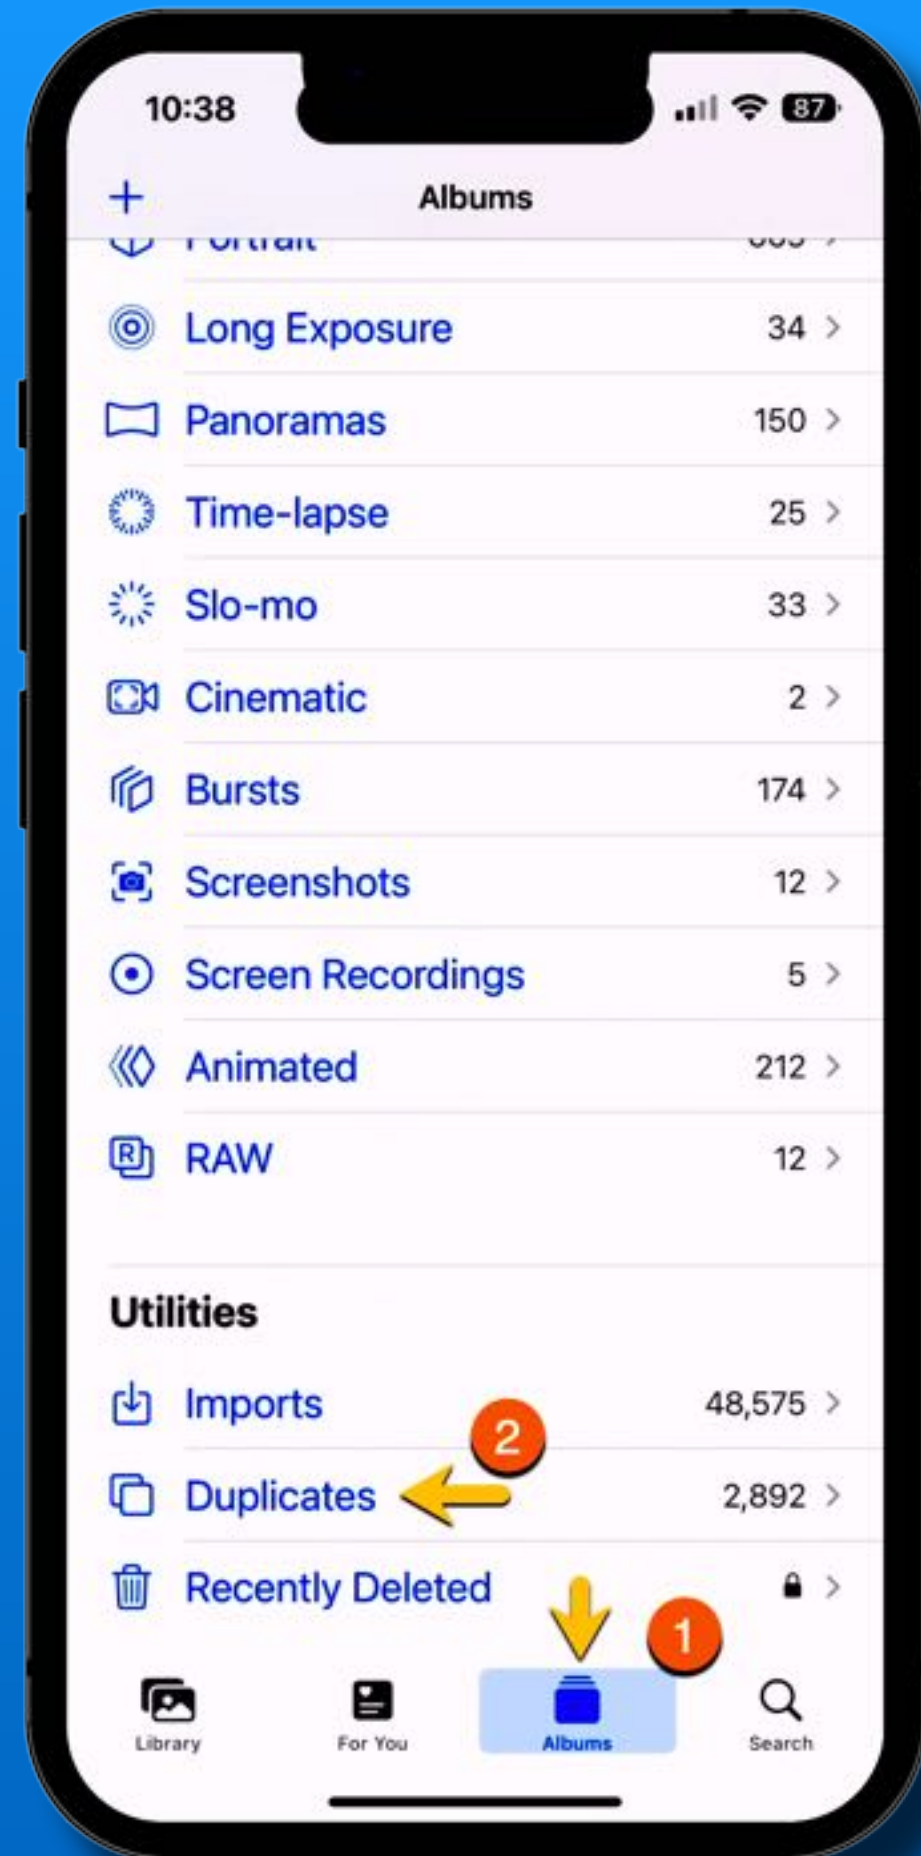 10:38 87
Albums
Portrait
Long Exposure 34
Panoramas 150
Time-lapse 25
Slo-mo 33
Cinematic 2
Bursts 174
Screenshots 12
Screen Recordings 5
Animated 212
RAW 12
Utilities
Imports 48,575
2
Duplicates 2,892
Recently Deleted
1
Library For You Albums Search